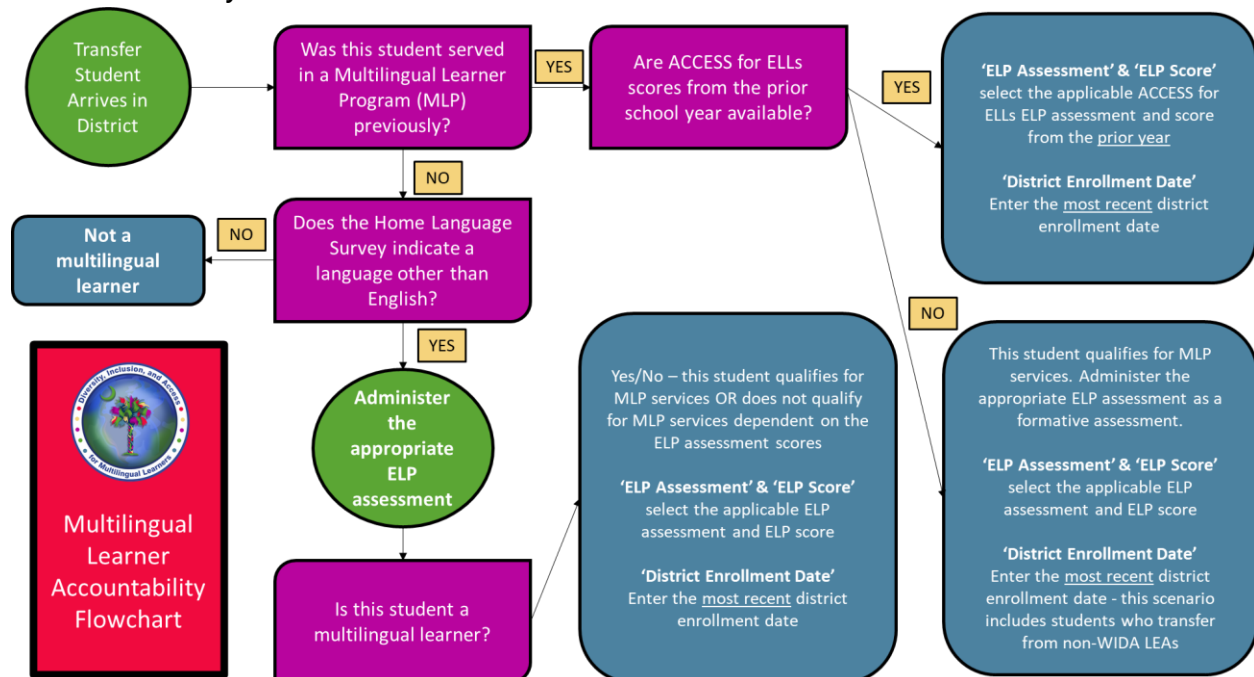 Transfer
Student
Arrives in
District
Was this student served
in a Multilingual Learner
Program (MLP)
previously?
YES
Are ACCESS for ELLs
scores from the prior
school year available?
YES
‘ELP Assessment’ & ‘ELP Score’
select the applicable ACCESS for
ELLs ELP assessment and score
from the prior year
‘District Enrollment Date’
Enter the most recent district
enrollment date
NO
Does the Home Language
Survey indicate a
language other than
English?
NO
Not a
multilingual
learner
YES
Administer
the
appropriate
ELP
assessment
Is this student a
multilingual learner?
Yes/No – this student qualifies for
MLP services OR does not qualify
for MLP services dependent on the
ELP assessment scores
‘ELP Assessment’ & ‘ELP Score’
select the applicable ELP
assessment and ELP score
‘District Enrollment Date’
Enter the most recent district
enrollment date
NO
This student qualifies for MLP
services. Administer the
appropriate ELP assessment as a
formative assessment.
‘ELP Assessment’ & ‘ELP Score’
select the applicable ELP
assessment and ELP score
‘District Enrollment Date’
Enter the most recent district
enrollment date - this scenario
includes students who transfer
from non-WIDA LEAs
Diversity, Inclusion, and Access
for Multilingual Learners
Multilingual
Learner
Accountability
Flowchart